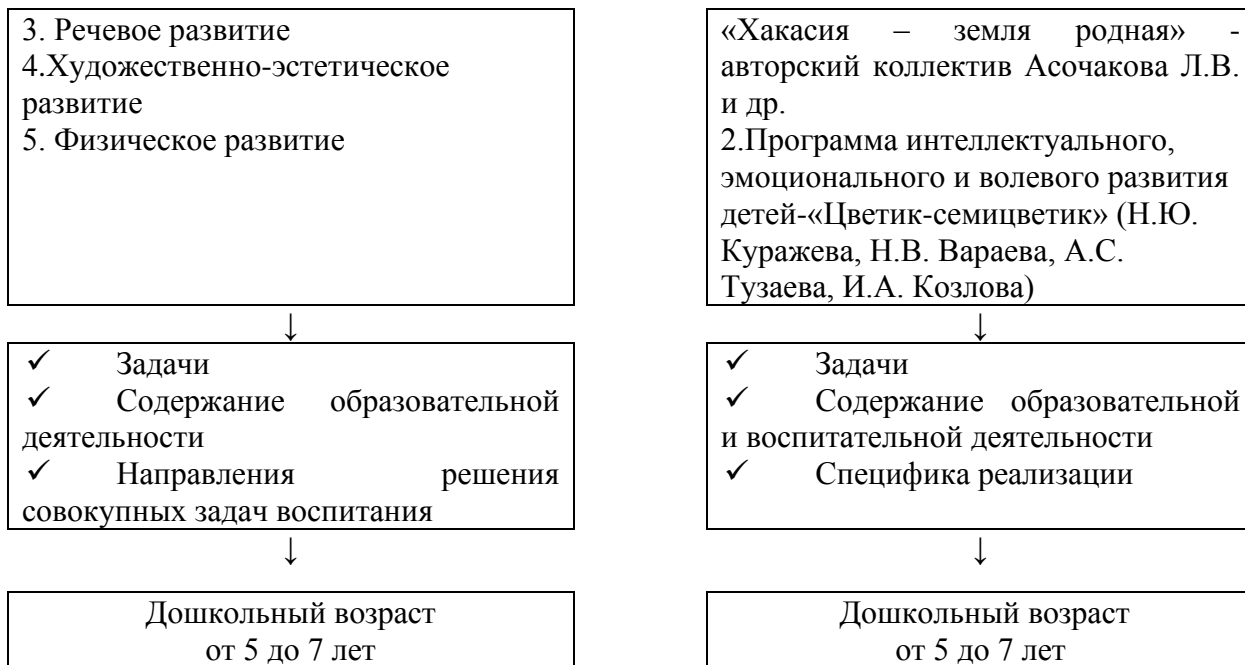 3. Речевое развитие
4.Художественно-эстетическое
развитие
5. Физическое развитие
«Хакасия – земля родная» -
авторский коллектив Асочакова Л.В.
и др.
2.Программа интеллектуального,
эмоционального и волевого развития
детей-«Цветик-семицветик» (Н.Ю.
Куражева, Н.В. Вараева, А.С.
Тузаева, И.А. Козлова)
↓
↓
✓ Задачи
✓ Содержание образовательной
деятельности
✓ Направления решения
совокупных задач воспитания
✓ Задачи
✓ Содержание образовательной
и воспитательной деятельности
✓ Специфика реализации
↓
↓
Дошкольный возраст
от 5 до 7 лет
Дошкольный возраст
от 5 до 7 лет